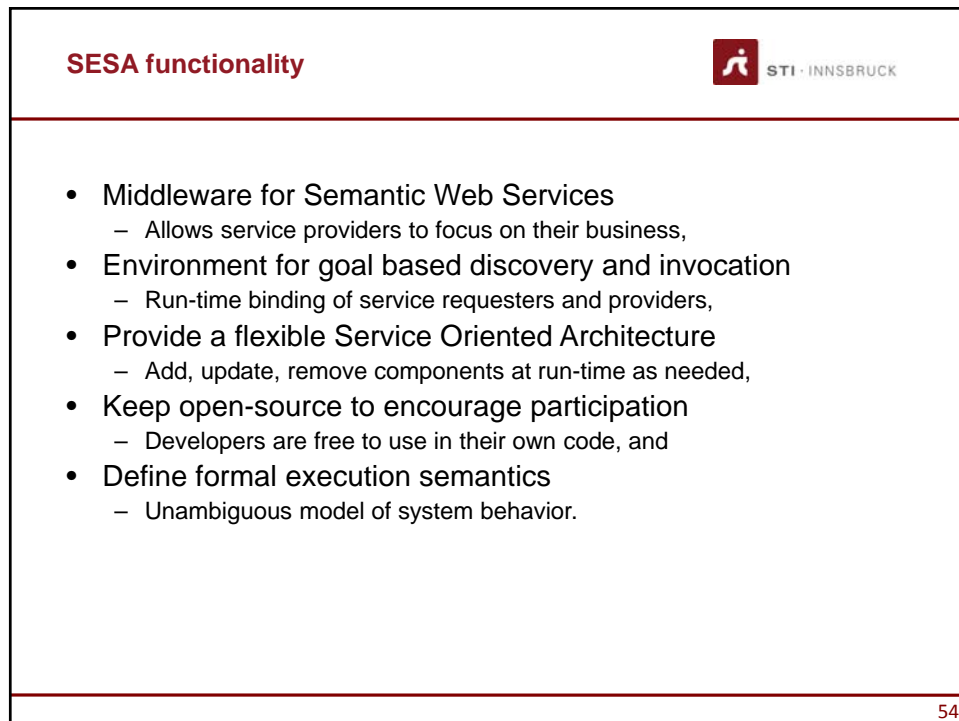 SESA functionality
STI · INNSBRUCK
• Middleware for Semantic Web Services
– Allows service providers to focus on their business,
• Environment for goal based discovery and invocation
– Run-time binding of service requesters and providers,
• Provide a flexible Service Oriented Architecture
– Add, update, remove components at run-time as needed,
• Keep open-source to encourage participation
– Developers are free to use in their own code, and
• Define formal execution semantics
– Unambiguous model of system behavior.
54